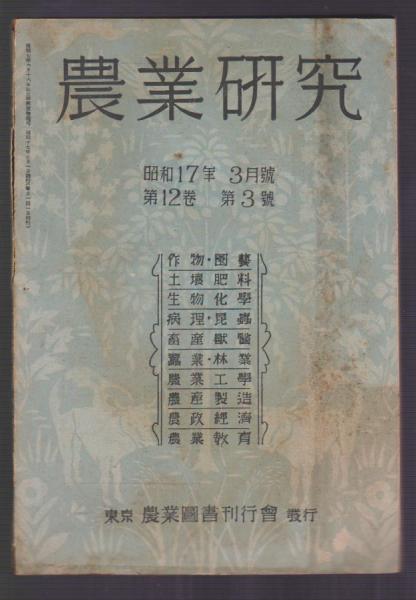 農業研究
昭和17年 3月號
第12卷 第3號
作物・園藝
土壤肥料
生物化學
病理・昆蟲
畜産獸醫
蠶業・林業
農業工學
農産製造
農政經濟
農業敎育
東京 農業圖書刊行會 發行